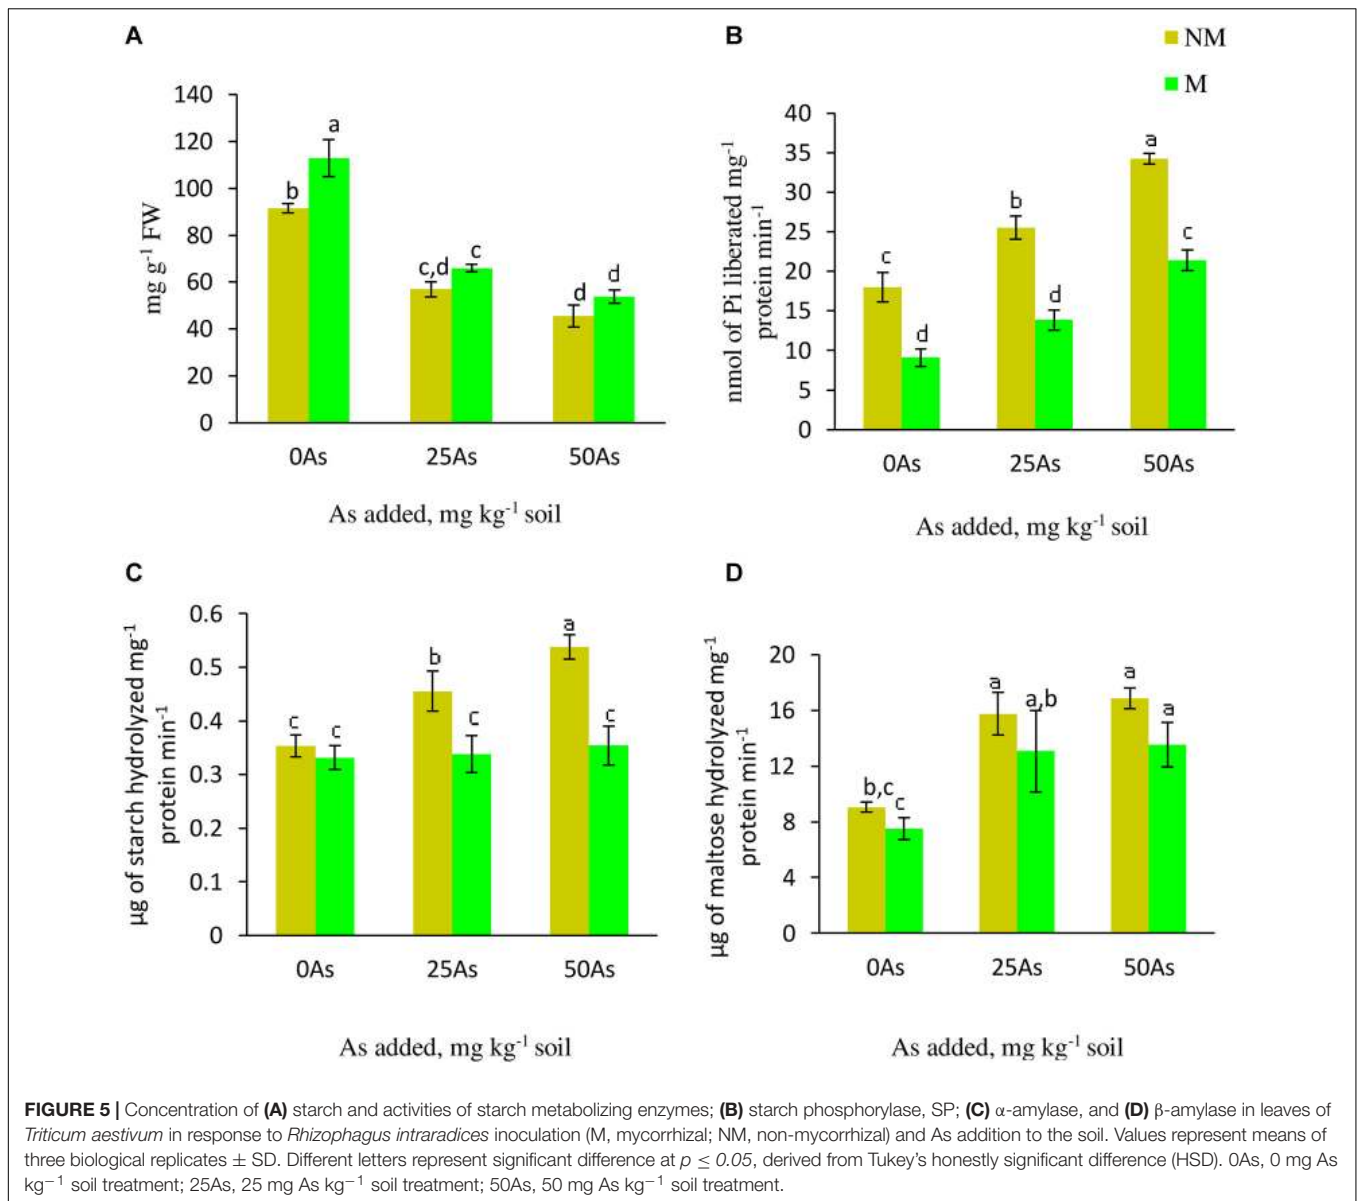 A
140
120
100
80
60
40
20
0
mg g-1 FW
b
a
c,d
c
d
d
0As
25As
50As
As added, mg kg-1 soil
B
NM
M
40
35
30
25
20
15
10
5
0
nmol of Pi liberated mg-1
protein min-1
c
d
b
d
a
c
0As
25As
50As
As added, mg kg-1 soil
C
0.6
0.5
0.4
0.3
0.2
0.1
0
µg of starch hydrolyzed mg-1
protein min-1
c
c
b
c
a
c
0As
25As
50As
As added, mg kg-1 soil
D
20
16
12
8
4
0
µg of maltose hydrolyzed mg-1
protein min-1
b,c
c
a
a,b
a
a
0As
25As
50As
As added, mg kg-1 soil
FIGURE 5 | Concentration of (A) starch and activities of starch metabolizing enzymes; (B) starch phosphorylase, SP; (C) α-amylase, and (D) β-amylase in leaves of
Triticum aestivum in response to Rhizophagus intraradices inoculation (M, mycorrhizal; NM, non-mycorrhizal) and As addition to the soil. Values represent means of
three biological replicates ± SD. Different letters represent significant difference at p ≤ 0.05, derived from Tukey's honestly significant difference (HSD). 0As, 0 mg As
kg−1 soil treatment; 25As, 25 mg As kg−1 soil treatment; 50As, 50 mg As kg−1 soil treatment.